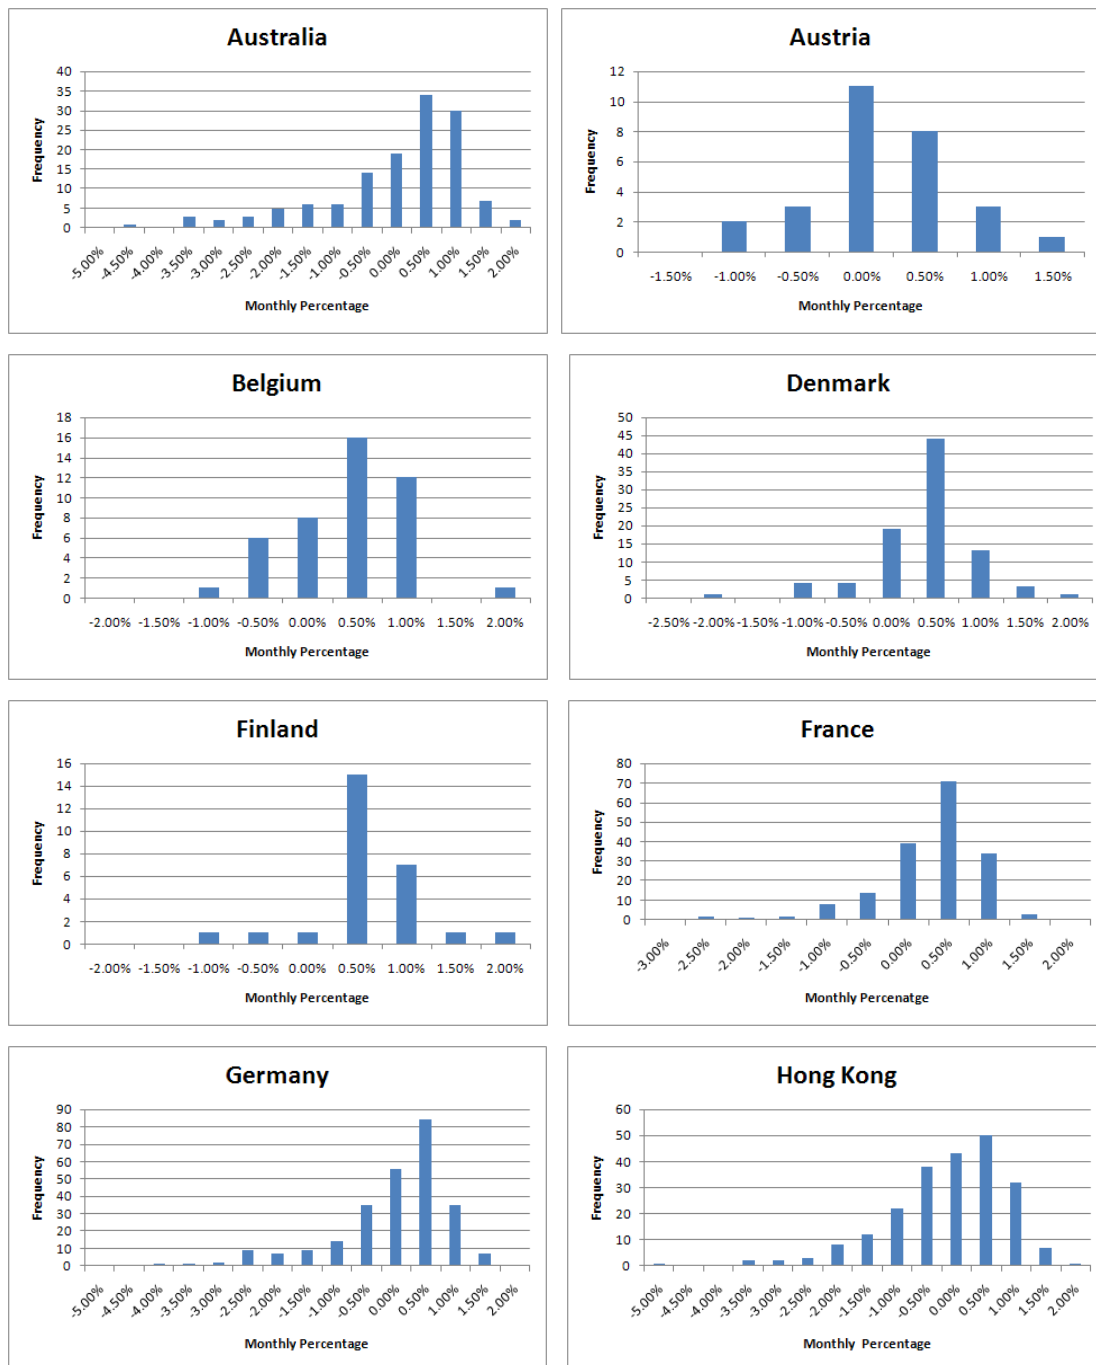 Australia
Frequency
40
35
30
25
20
15
10
5
0
-5.00% -4.50% -4.00% -3.50% -3.00% -2.50% -2.00% -1.50% -1.00% -0.50% 0.00% 0.50% 1.00% 1.50% 2.00%
Monthly Percentage
Austria
Frequency
12
10
8
6
4
2
0
-1.50% -1.00% -0.50% 0.00% 0.50% 1.00% 1.50%
Monthly Percentage
Belgium
Frequency
18
16
14
12
10
8
6
4
2
0
-2.00% -1.50% -1.00% -0.50% 0.00% 0.50% 1.00% 1.50% 2.00%
Monthly Percentage
Denmark
Frequency
50
45
40
35
30
25
20
15
10
5
0
-2.50% -2.00% -1.50% -1.00% -0.50% 0.00% 0.50% 1.00% 1.50% 2.00%
Monthly Percentage
Finland
Frequency
16
14
12
10
8
6
4
2
0
-2.00% -1.50% -1.00% -0.50% 0.00% 0.50% 1.00% 1.50% 2.00%
Monthly Percentage
France
Frequency
80
70
60
50
40
30
20
10
0
-3.00% -2.50% -2.00% -1.50% -1.00% -0.50% 0.00% 0.50% 1.00% 1.50% 2.00%
Monthly Percenatge
Germany
Frequency
90
80
70
60
50
40
30
20
10
0
-5.00% -4.50% -4.00% -3.50% -3.00% -2.50% -2.00% -1.50% -1.00% -0.50% 0.00% 0.50% 1.00% 1.50% 2.00%
Monthly Percentage
Hong Kong
Frequency
60
50
40
30
20
10
0
-5.00% -4.50% -4.00% -3.50% -3.00% -2.50% -2.00% -1.50% -1.00% -0.50% 0.00% 0.50% 1.00% 1.50% 2.00%
Monthly Percentage